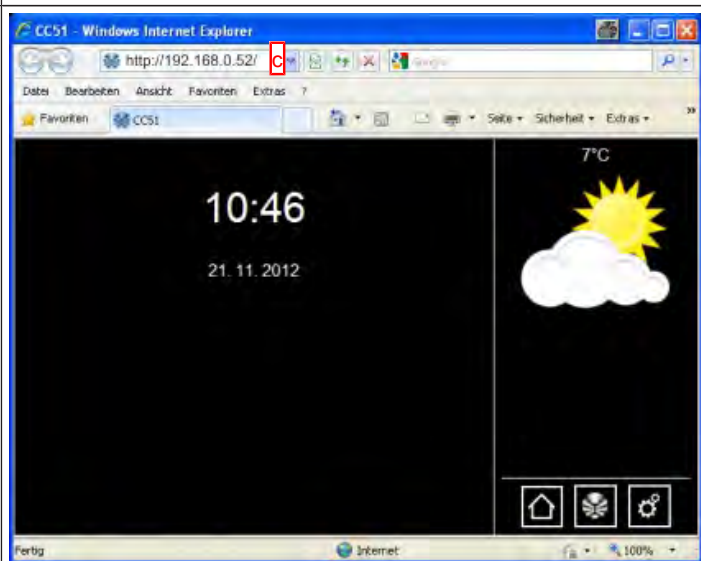 CC51 - Windows Internet Explorer
http://192.168.0.52/ C
Google
Datei Bearbeiten Ansicht Favoriten Extras ?
Favoriten CC51 Seite Sicherheit Extras »
7°C
10:46
21. 11. 2012
Fertig Internet 100%